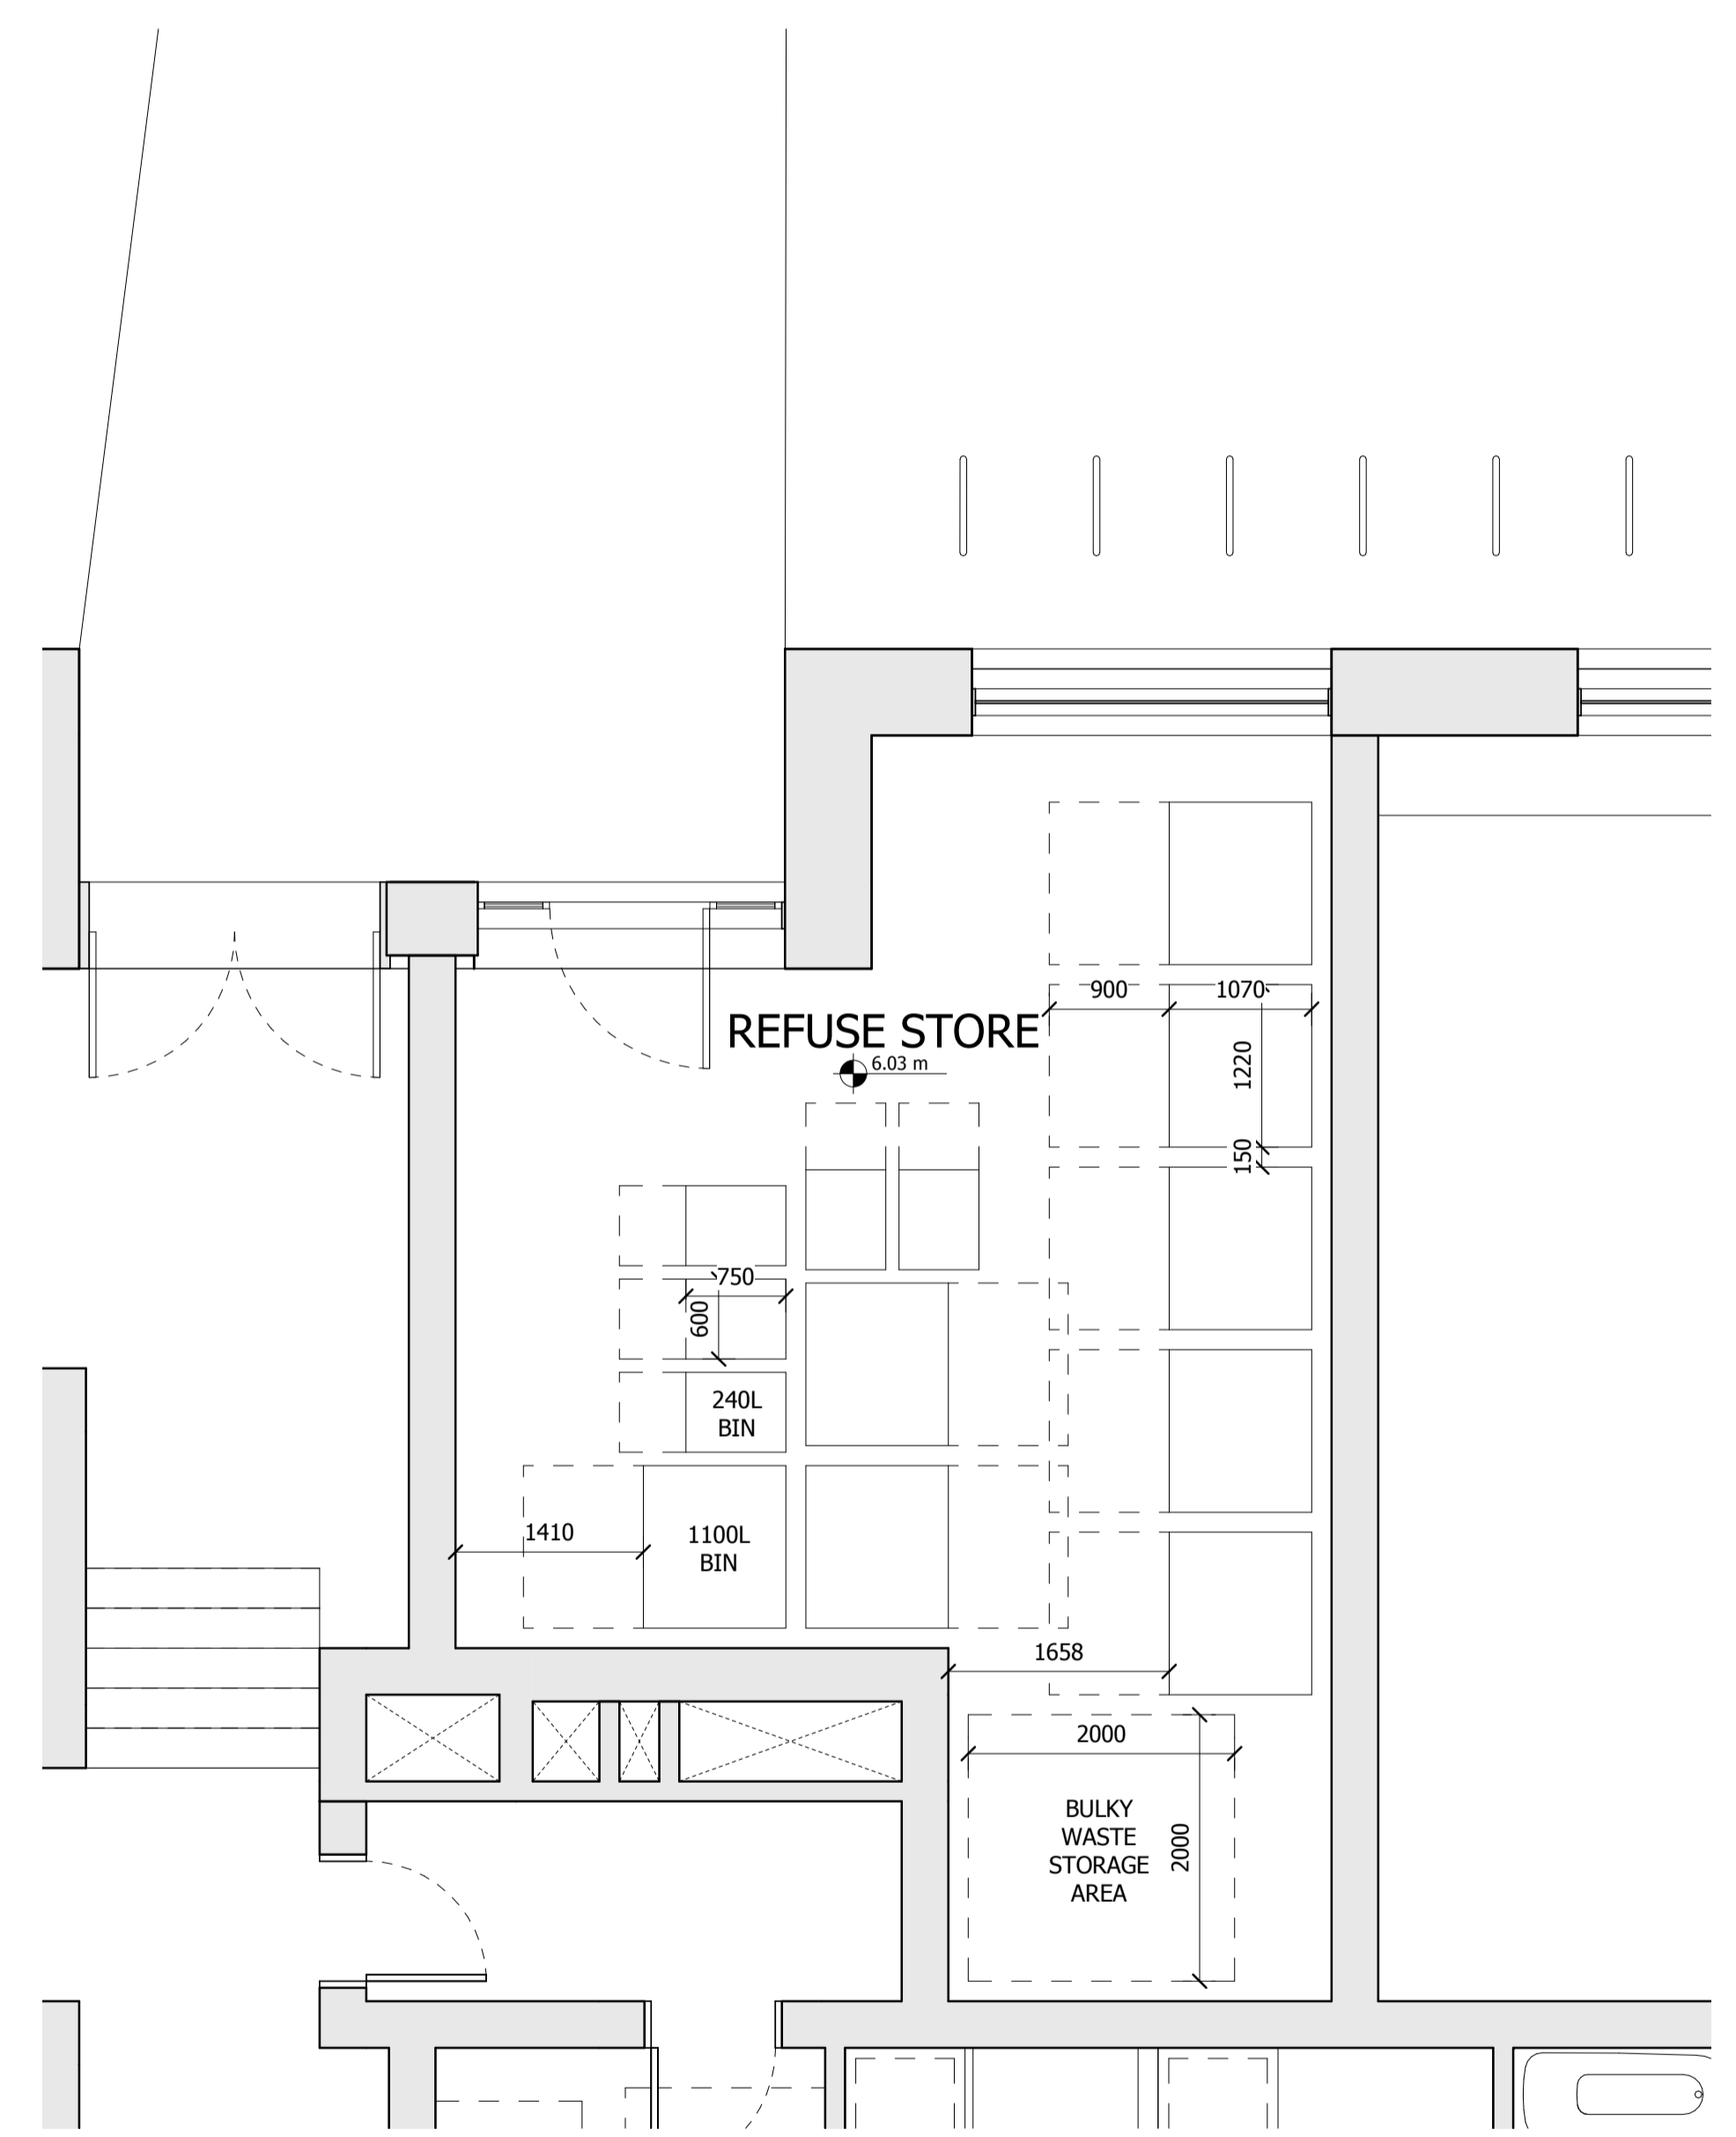 900
1070
REFUSE STORE
6.03 m
1220
150
750
600
240L
BIN
1410
1100L
BIN
1658
2000
BULKY
WASTE
STORAGE
AREA
2000